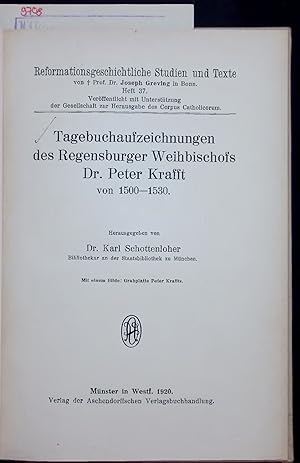 9798
Reformationsgeschichtliche Studien und Texte
von † Prof. Dr. Joseph Greving in Bonn.
Heft 37.
Veröffentlicht mit Unterstützung
der Gesellschaft zur Herausgabe des Corpus Catholicorum.
Tagebuchaufzeichnungen
des Regensburger Weihbischofs
Dr. Peter Krafft
von 1500—1530.
Herausgegeben von
Dr. Karl Schottenloher
Bibliothekar an der Staatsbibliothek zu München.
Mit einem Bilde: Grabplatte Peter Kraffts.
Münster in Westf. 1920.
Verlag der Aschendorffschen Verlagsbuchhandlung.